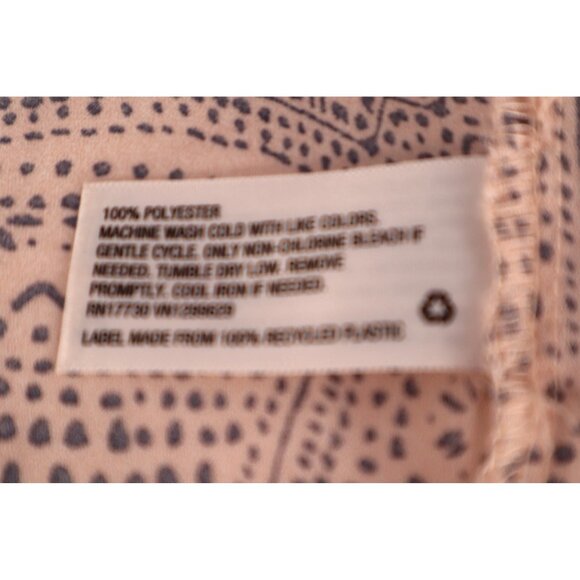 100% POLYESTER
MACHINE WASH COLD WITH LIKE COLORS.
GENTLE CYCLE. ONLY NON-CHLORINE BLEACH IF
NEEDED. TUMBLE DRY LOW. REMOVE
PROMPTLY. COOL IRON IF NEEDED.
RN17730
LABEL MADE FROM 100% RECYCLED PLASTIC